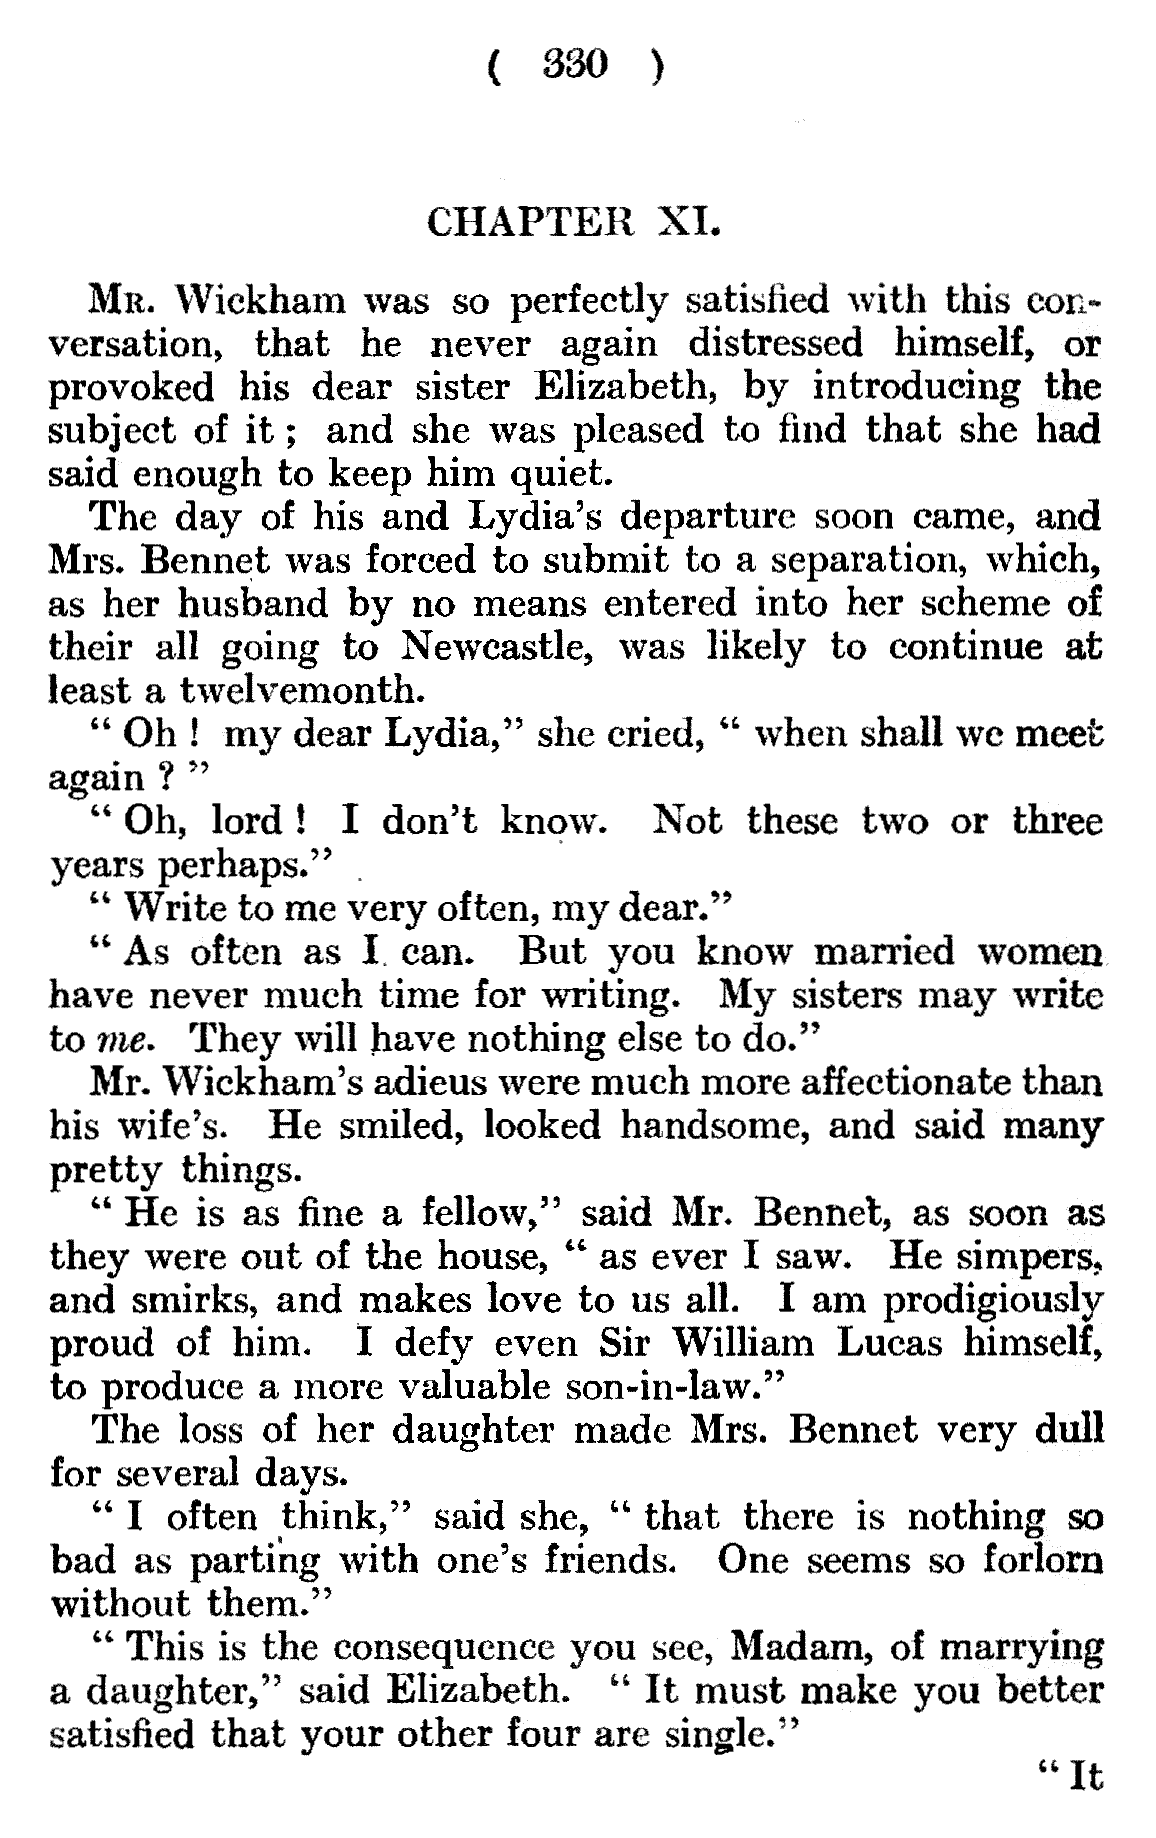 ( 330 )
CHAPTER XI.
MR. Wickham was so perfectly satisfied with this con-
versation, that he never again distressed himself, or
provoked his dear sister Elizabeth, by introducing the
subject of it ; and she was pleased to find that she had
said enough to keep him quiet.
The day of his and Lydia's departure soon came, and
Mrs. Bennet was forced to submit to a separation, which,
as her husband by no means entered into her scheme of
their all going to Newcastle, was likely to continue at
least a twelvemonth.
“ Oh ! my dear Lydia,” she cried, “ when shall we meet
again ? ”
“ Oh, lord ! I don't know. Not these two or three
years perhaps.”
“ Write to me very often, my dear.”
“ As often as I can. But you know married women
have never much time for writing. My sisters may write
to me. They will have nothing else to do.”
Mr. Wickham's adieus were much more affectionate than
his wife's. He smiled, looked handsome, and said many
pretty things.
“ He is as fine a fellow,” said Mr. Bennet, as soon as
they were out of the house, “ as ever I saw. He simpers,
and smirks, and makes love to us all. I am prodigiously
proud of him. I defy even Sir William Lucas himself,
to produce a more valuable son-in-law.”
The loss of her daughter made Mrs. Bennet very dull
for several days.
“ I often think,” said she, “ that there is nothing so
bad as parting with one's friends. One seems so forlorn
without them.”
“ This is the consequence you see, Madam, of marrying
a daughter,” said Elizabeth. “ It must make you better
satisfied that your other four are single.”
“ It